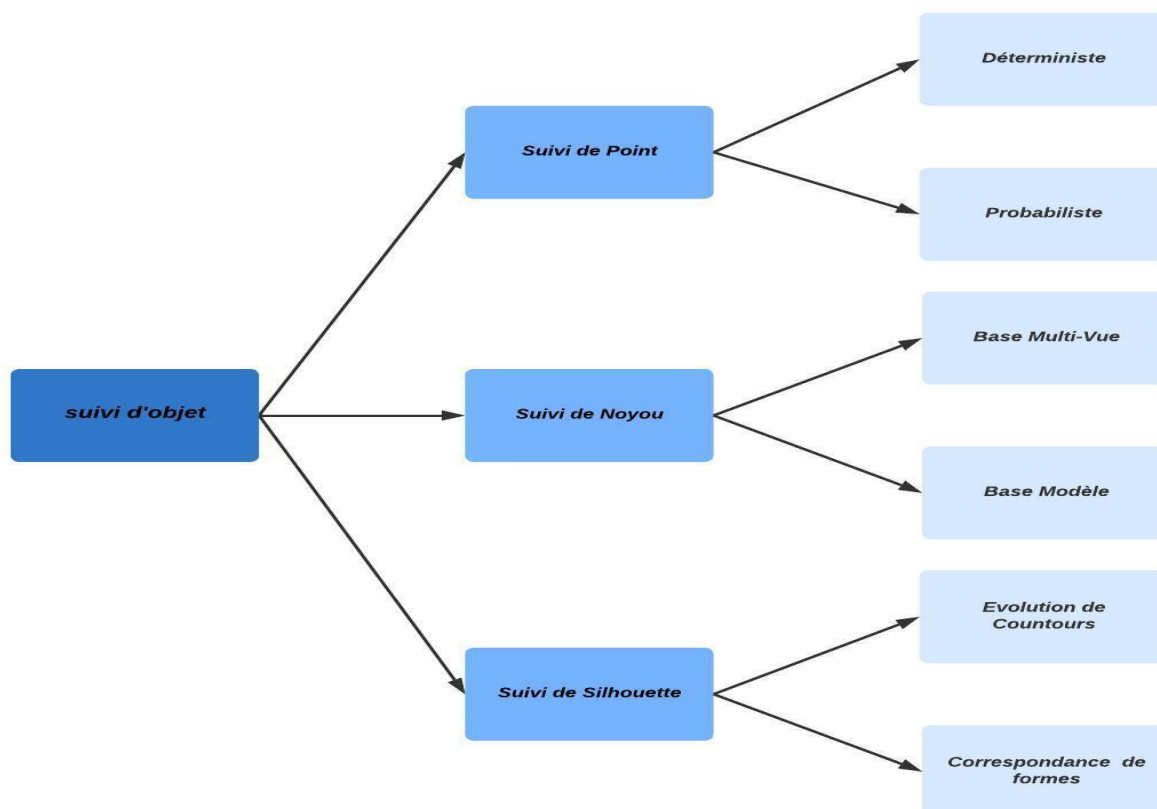 Déterministe
Suivi de Point
Probabiliste
Base Multi-Vue
suivi d'objet
Suivi de Noyou
Base Modèle
Evolution de
Countours
Suivi de Silhouette
Correspondance de
formes